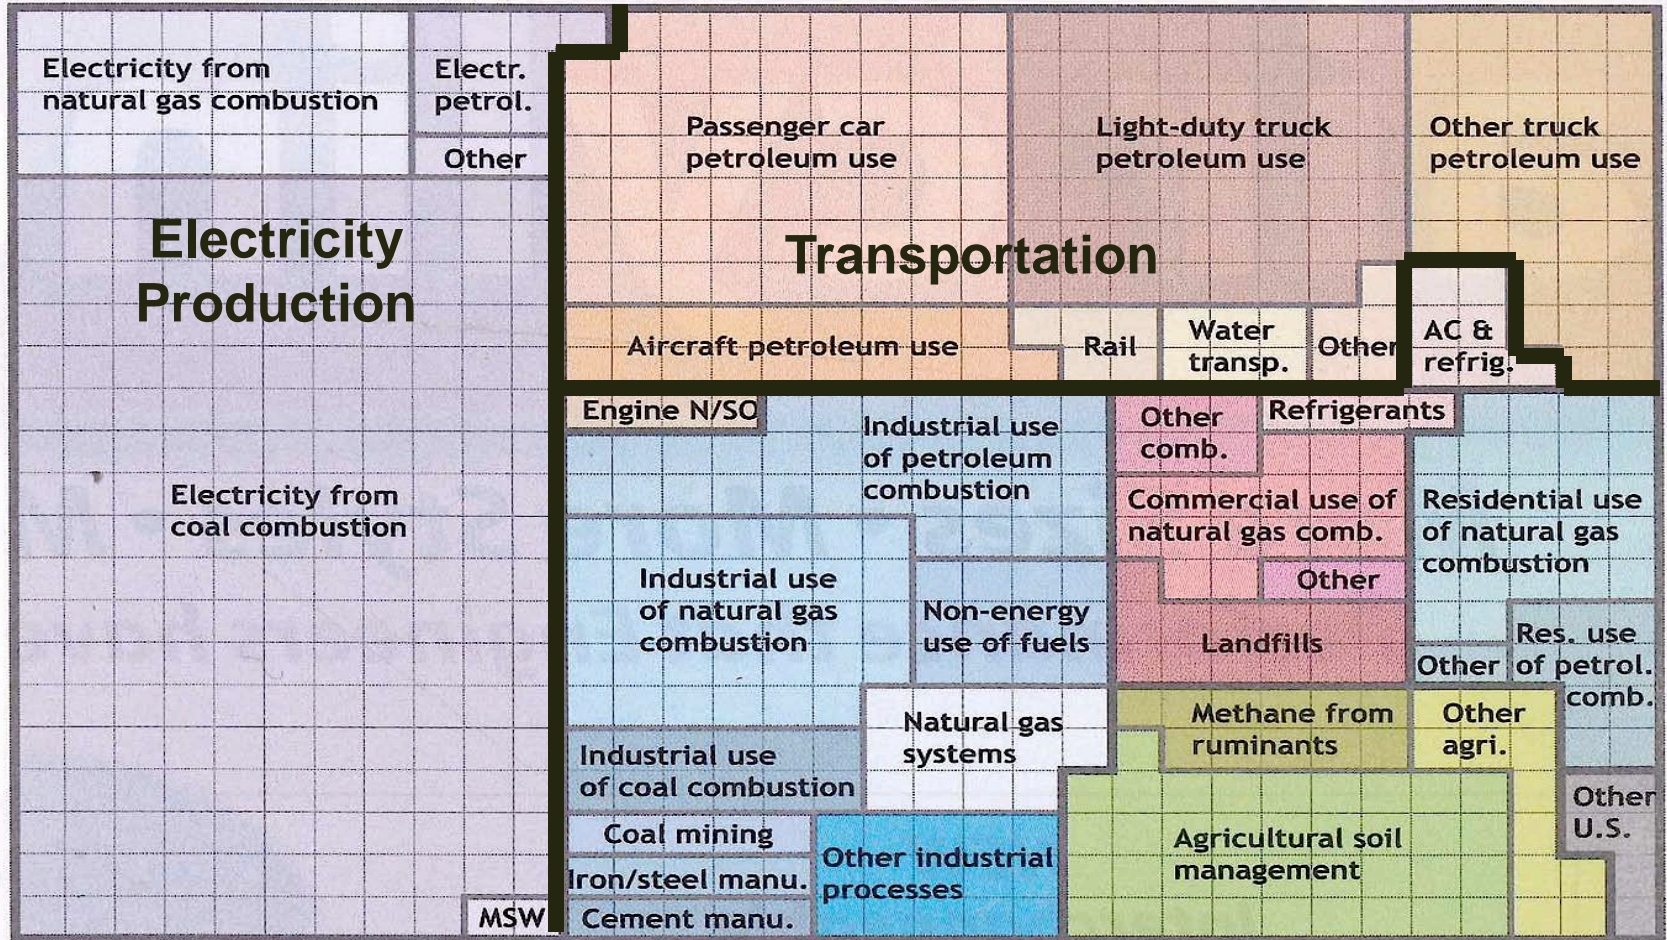 Electricity from
natural gas combustion
Electr.
petrol.
Other
Electricity
Production
Electricity from
coal combustion
MSW
Passenger car
petroleum use
Light-duty truck
petroleum use
Other truck
petroleum use
Transportation
Aircraft petroleum use
Rail
Water
transp.
Other
AC &
refrig.
Engine N/SO
Industrial use
of petroleum
combustion
Other
comb.
Refrigerants
Commercial use of
natural gas comb.
Residential use
of natural gas
combustion
Industrial use
of natural gas
combustion
Non-energy
use of fuels
Other
Landfills
Other
Res. use
of petrol.
comb.
Natural gas
systems
Methane from
ruminants
Other
agri.
Industrial use
of coal combustion
Other
U.S.
Coal mining
Iron/steel manu.
Cement manu.
Other industrial
processes
Agricultural soil
management